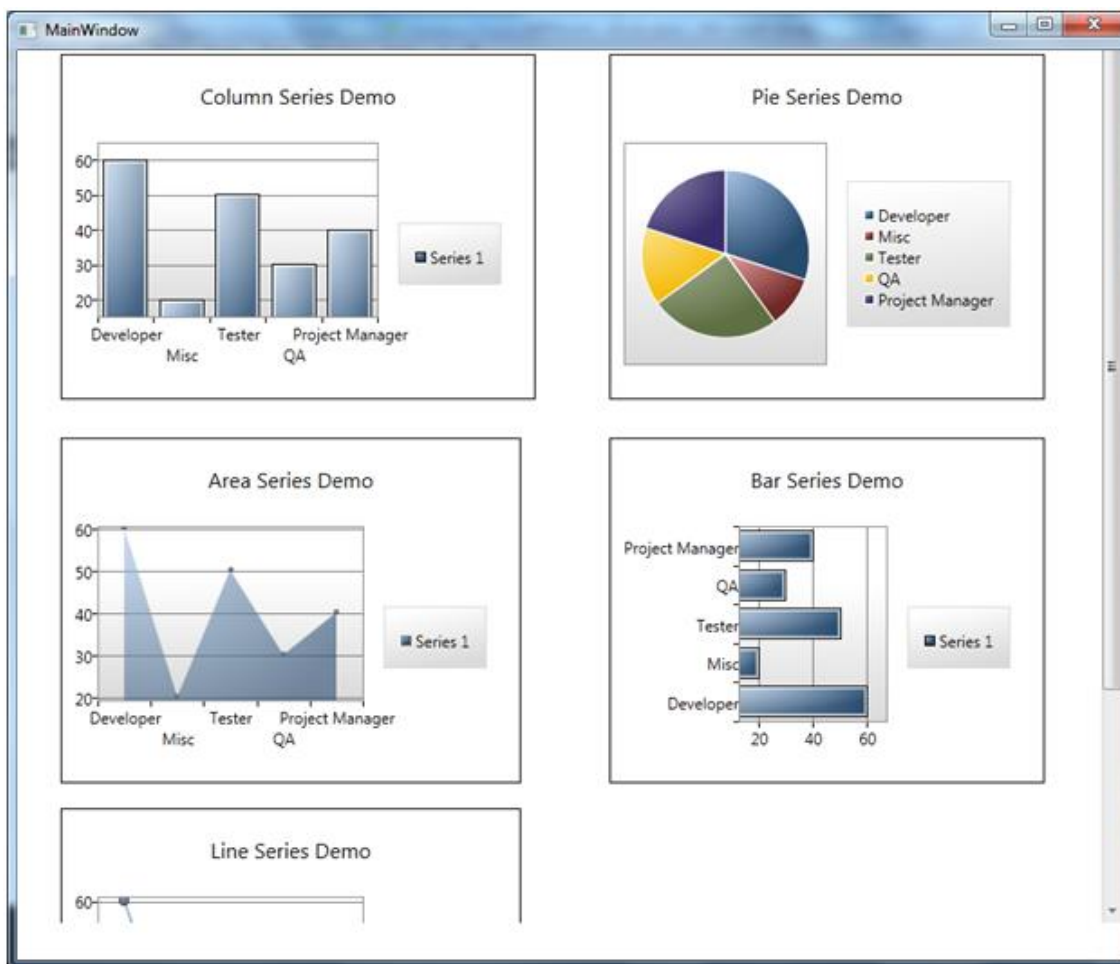 MainWindow
Column Series Demo
60
50
40
30
20
Developer
Misc
Tester
QA
Project Manager
Series 1
Pie Series Demo
Developer
Misc
Tester
QA
Project Manager
Area Series Demo
60
50
40
30
20
Developer
Misc
Tester
QA
Project Manager
Series 1
Bar Series Demo
Project Manager
QA
Tester
Misc
Developer
20 40 60
Series 1
Line Series Demo
60